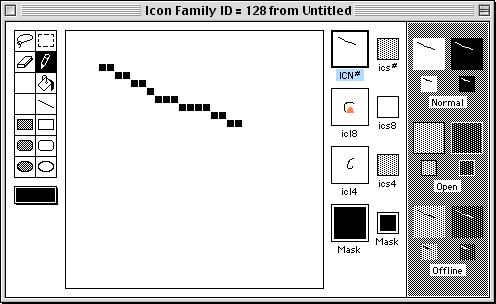 Icon Family ID = 128 from Untitled
ICN#
ics#
icl8
ics8
icl4
ics4
Mask
Mask
Normal
Open
Offline